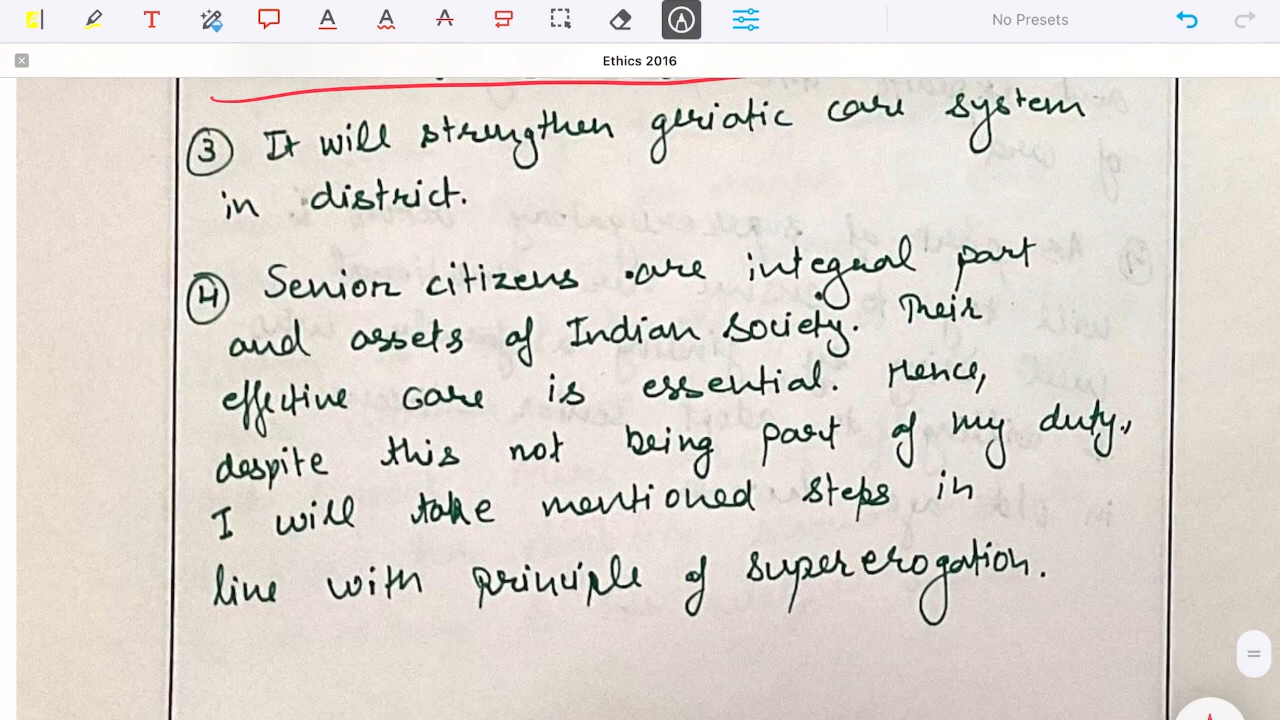 No Presets
Ethics 2016
3 It will strengthen geriatic care system
in district.
4 Senior citizens are integral part
and assets of Indian society. Their
effective care is essential. Hence,
despite this not being part of my duty,
I will take mentioned steps in
line with principle of supererogation.